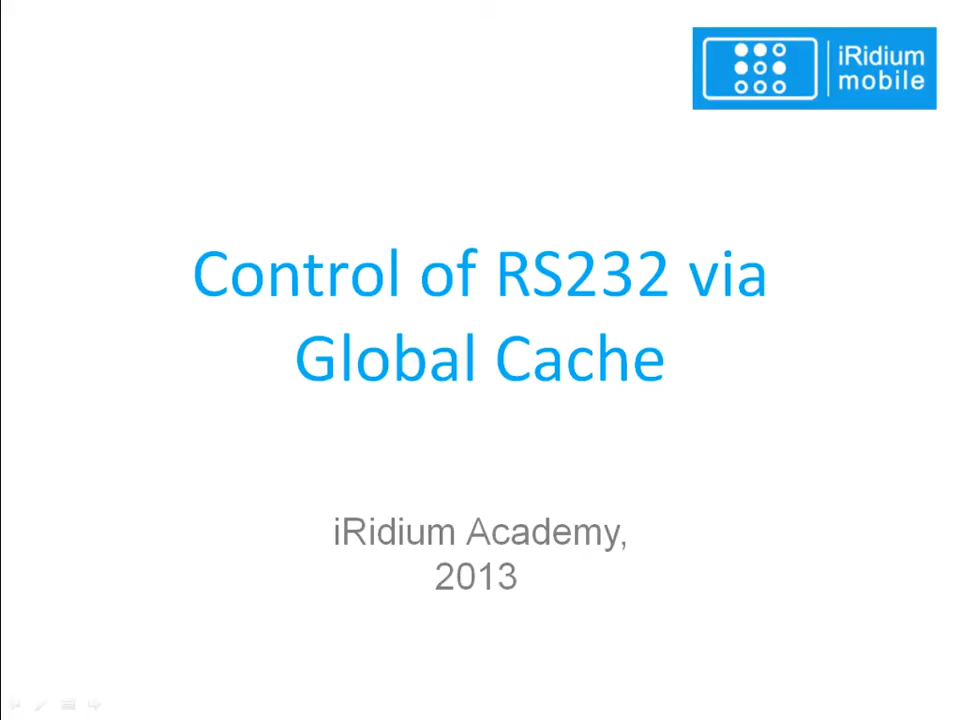 iRidium
mobile
Control of RS232 via
Global Cache
iRidium Academy,
2013